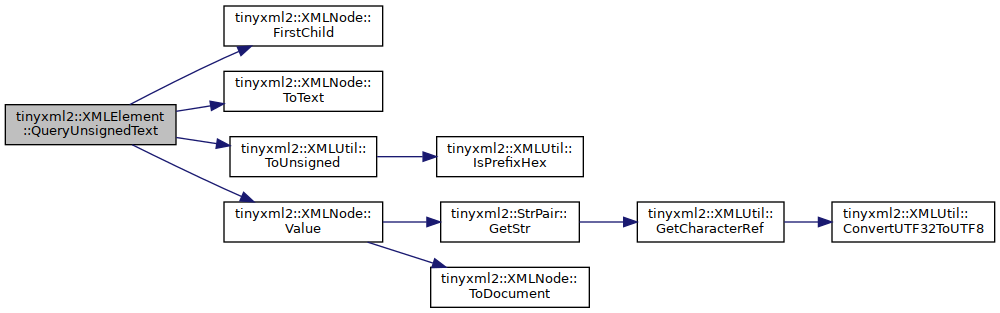 tinyxml2::XMLNode::
FirstChild
tinyxml2::XMLNode::
ToText
tinyxml2::XMLElement
::QueryUnsignedText
tinyxml2::XMLUtil::
ToUnsigned
tinyxml2::XMLUtil::
IsPrefixHex
tinyxml2::XMLNode::
Value
tinyxml2::StrPair::
GetStr
tinyxml2::XMLUtil::
GetCharacterRef
tinyxml2::XMLUtil::
ConvertUTF32ToUTF8
tinyxml2::XMLNode::
ToDocument